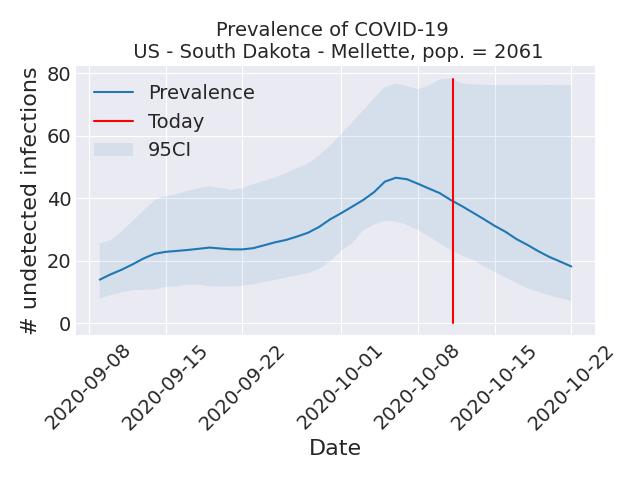 Prevalence of COVID-19
US - South Dakota - Mellette, pop. = 2061
# undetected infections
80
60
40
20
0
Prevalence
Today
95CI
2020-09-08
2020-09-15
2020-09-22
2020-10-01
2020-10-08
2020-10-15
2020-10-22
Date